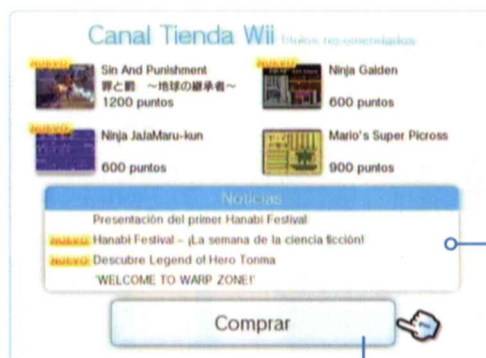 Canal Tienda Wii Títulos recomendados
NUEVO
Sin And Punishment
罪と罰 ～地球の継承者～
1200 puntos
NUEVO
Ninja Gaiden
600 puntos
NUEVO
Ninja JaJaMaru-kun
600 puntos
Mario's Super Picross
900 puntos
Noticias
Presentación del primer Hanabi Festival
NUEVO Hanabi Festival – ¡La semana de la ciencia ficción!
NUEVO Descubre Legend of Hero Tonma
'WELCOME TO WARP ZONE!'
Comprar